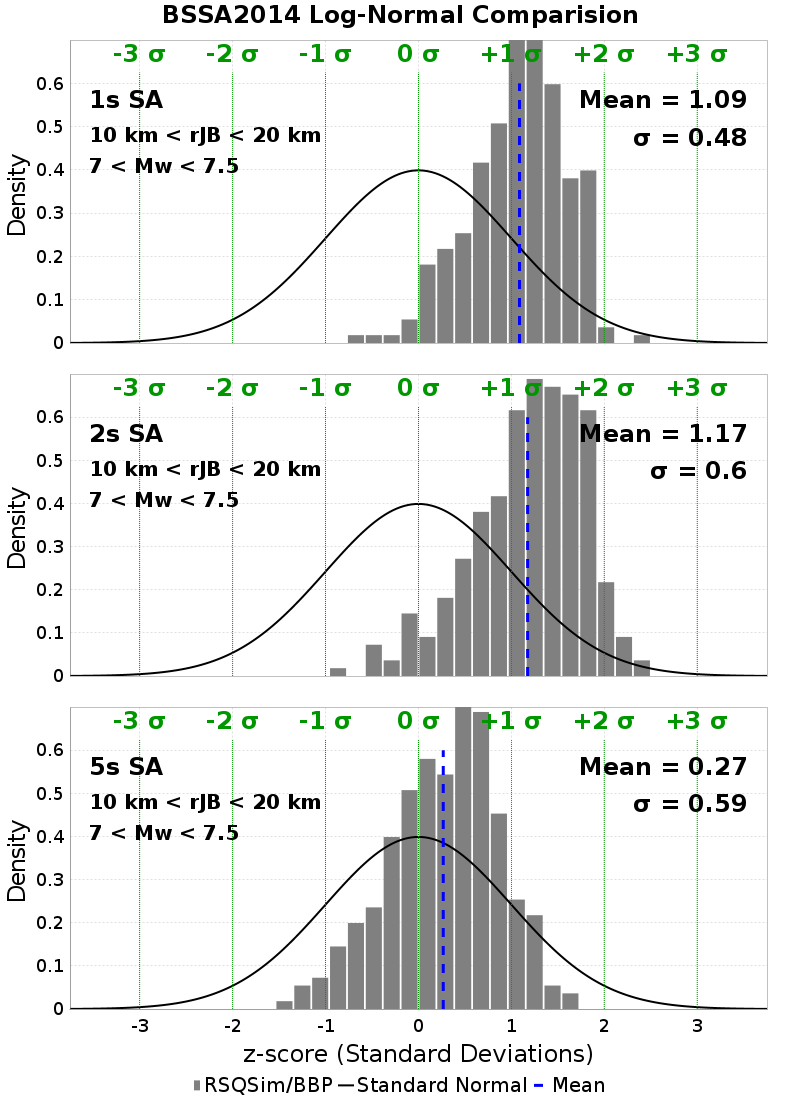 BSSA2014 Log-Normal Comparision
-3 σ -2 σ -1 σ 0 σ +1 σ +2 σ +3 σ
1s SA
Mean = 1.09
10 km < rJB < 20 km
σ = 0.48
7 < Mw < 7.5
Density
0.6
0.5
0.4
0.3
0.2
0.1
0
-3 σ -2 σ -1 σ 0 σ +1 σ +2 σ +3 σ
2s SA
Mean = 1.17
10 km < rJB < 20 km
σ = 0.6
7 < Mw < 7.5
Density
0.6
0.5
0.4
0.3
0.2
0.1
0
-3 σ -2 σ -1 σ 0 σ +1 σ +2 σ +3 σ
5s SA
Mean = 0.27
10 km < rJB < 20 km
σ = 0.59
7 < Mw < 7.5
Density
0.6
0.5
0.4
0.3
0.2
0.1
0
-3 -2 -1 0 1 2 3
z-score (Standard Deviations)
RSQSim/BBP Standard Normal Mean